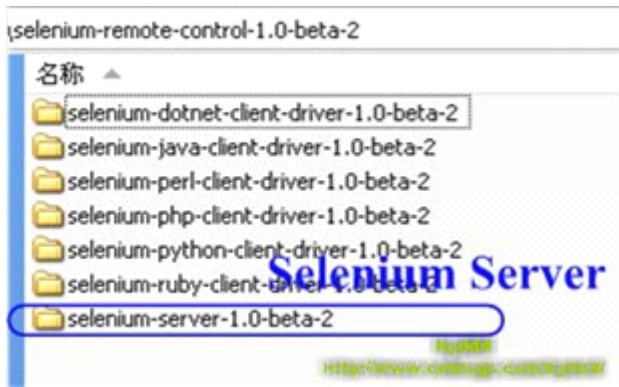 \selenium-remote-control-1.0-beta-2
名称
selenium-dotnet-client-driver-1.0-beta-2
selenium-java-client-driver-1.0-beta-2
selenium-perl-client-driver-1.0-beta-2
selenium-php-client-driver-1.0-beta-2
selenium-python-client-driver-1.0-beta-2
Selenium Server
selenium-ruby-client-driver-1.0-beta-2
selenium-server-1.0-beta-2